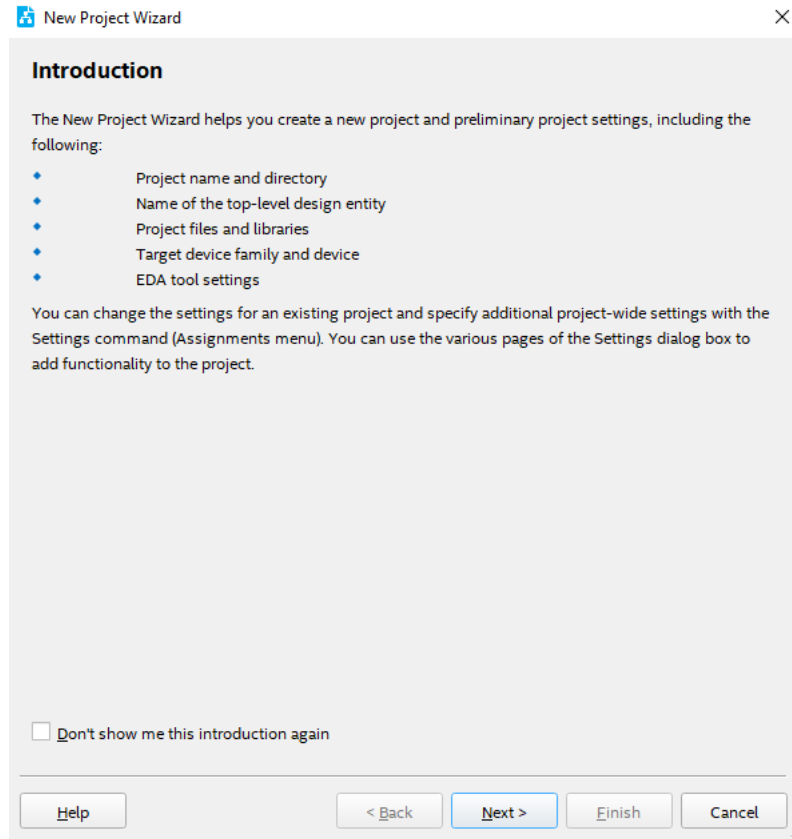 New Project Wizard
Introduction
The New Project Wizard helps you create a new project and preliminary project settings, including the
following:
Project name and directory
Name of the top-level design entity
Project files and libraries
Target device family and device
EDA tool settings
You can change the settings for an existing project and specify additional project-wide settings with the
Settings command (Assignments menu). You can use the various pages of the Settings dialog box to
add functionality to the project.
Don't show me this introduction again
Help
< Back
Next >
Finish
Cancel